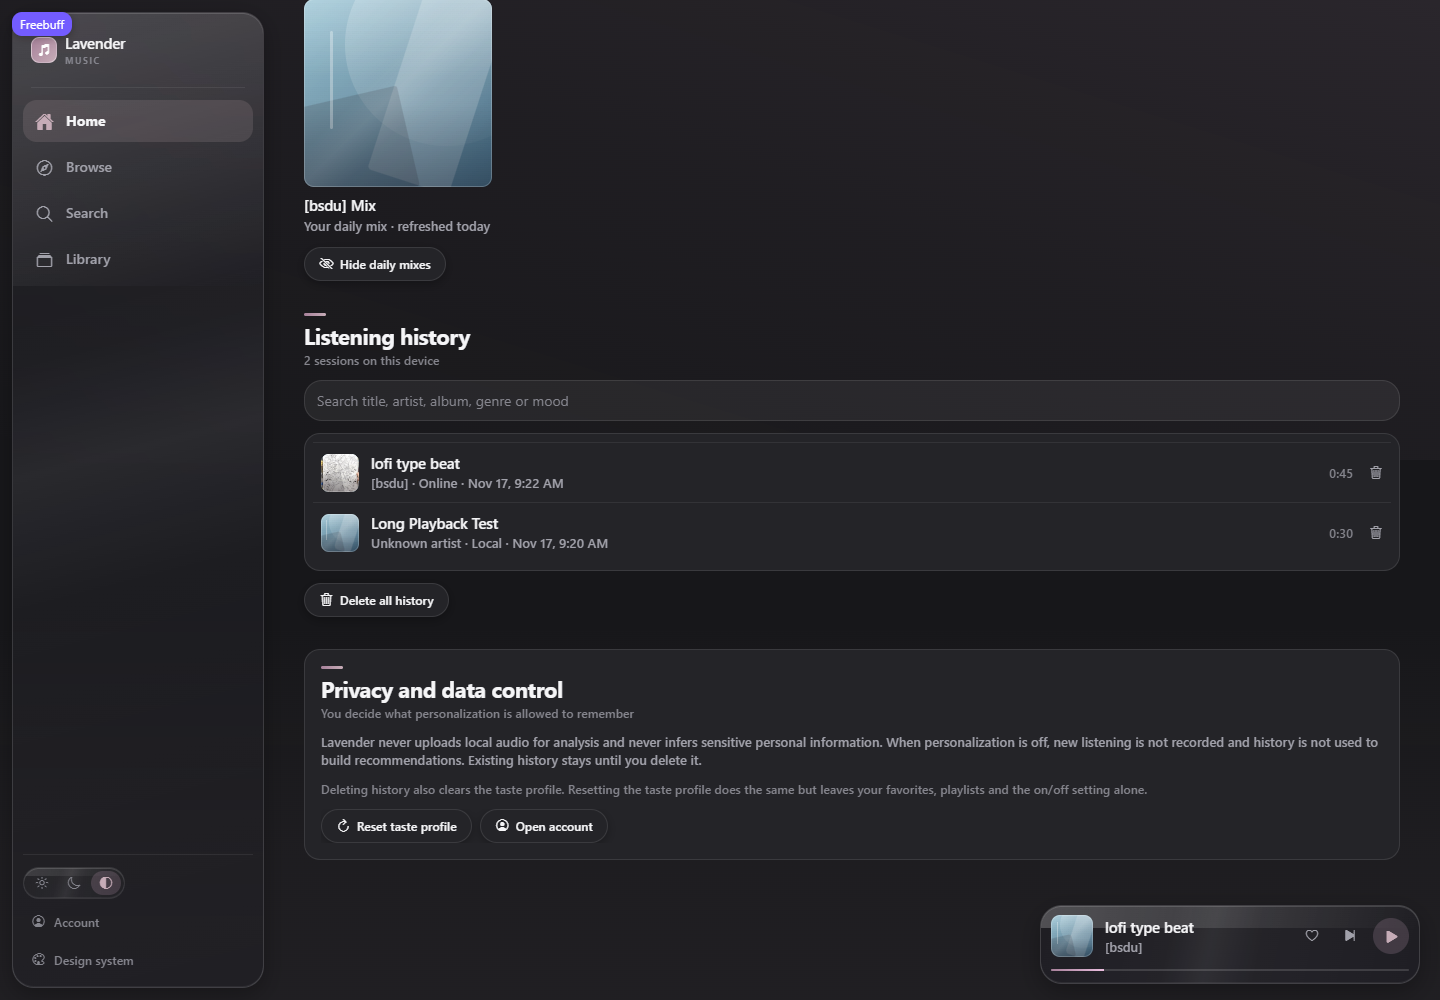 Freebuff
Lavender
MUSIC
Home
Browse
Search
Library
Account
Design system
[bsdu] Mix
Your daily mix · refreshed today
Hide daily mixes
Listening history
2 sessions on this device
Search title, artist, album, genre or mood
lofi type beat
[bsdu] · Online · Nov 17, 9:22 AM
0:45
Long Playback Test
Unknown artist · Local · Nov 17, 9:20 AM
0:30
Delete all history
Privacy and data control
You decide what personalization is allowed to remember
Lavender never uploads local audio for analysis and never infers sensitive personal information. When personalization is off, new listening is not recorded and history is not used to
build recommendations. Existing history stays until you delete it.
Deleting history also clears the taste profile. Resetting the taste profile does the same but leaves your favorites, playlists and the on/off setting alone.
Reset taste profile
Open account
lofi type beat
[bsdu]